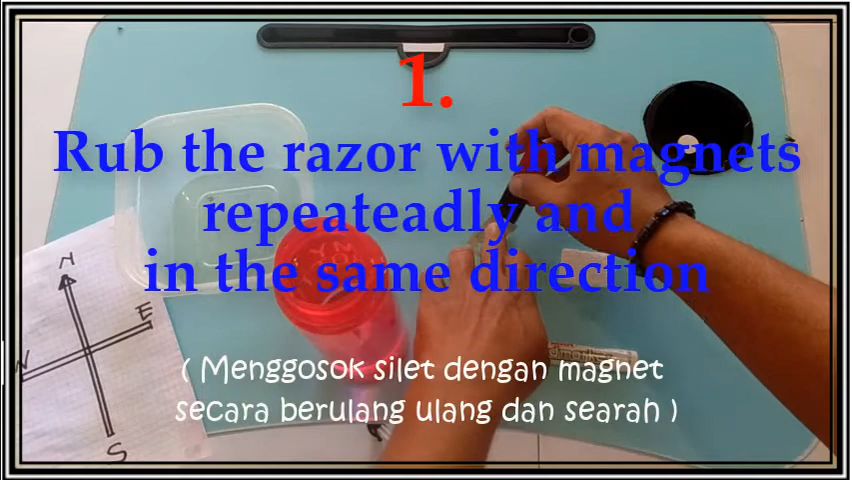 1.
Rub the razor with magnets
repeateadly and
in the same direction
( Menggosok silet dengan magnet
secara berulang ulang dan searah )
N
E
W
S